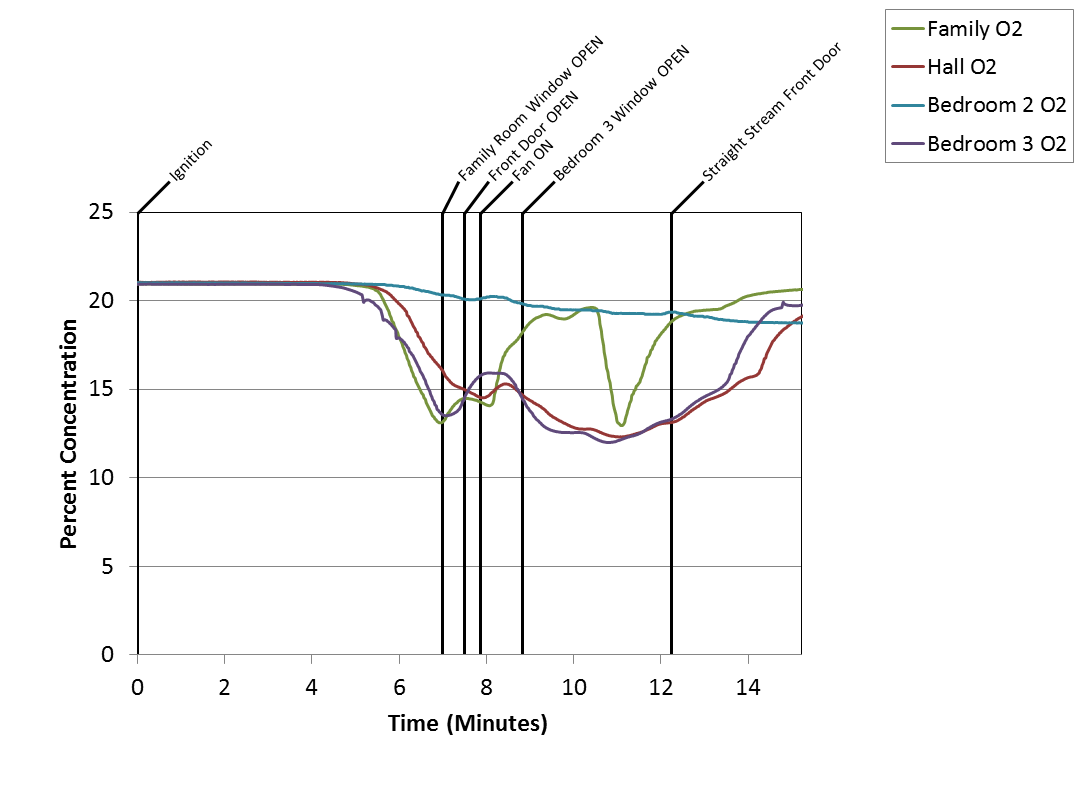 Family O2
Hall O2
Bedroom 2 O2
Bedroom 3 O2
Ignition
Family Room Window OPEN
Front Door OPEN
Fan ON
Bedroom 3 Window OPEN
Straight Stream Front Door
25
20
15
10
5
0
Percent Concentration
0 2 4 6 8 10 12 14
Time (Minutes)